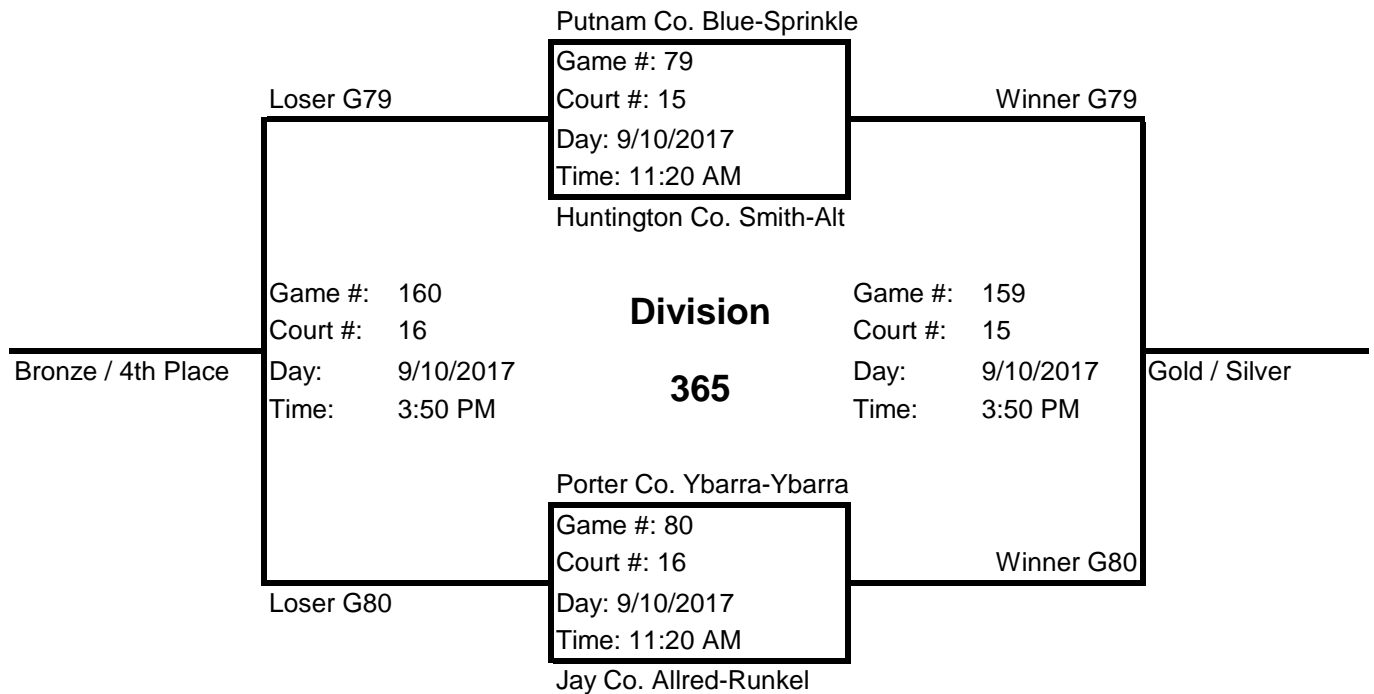 Putnam Co. Blue-Sprinkle
Game #: 79
Loser G79
Court #: 15
Winner G79
Day: 9/10/2017
Time: 11:20 AM
Huntington Co. Smith-Alt
Game #: 160
Court #: 16
Day: 9/10/2017
Time: 3:50 PM
Bronze / 4th Place
Division
365
Game #: 159
Court #: 15
Day: 9/10/2017
Time: 3:50 PM
Gold / Silver
Porter Co. Ybarra-Ybarra
Game #: 80
Court #: 16
Winner G80
Loser G80
Day: 9/10/2017
Time: 11:20 AM
Jay Co. Allred-Runkel